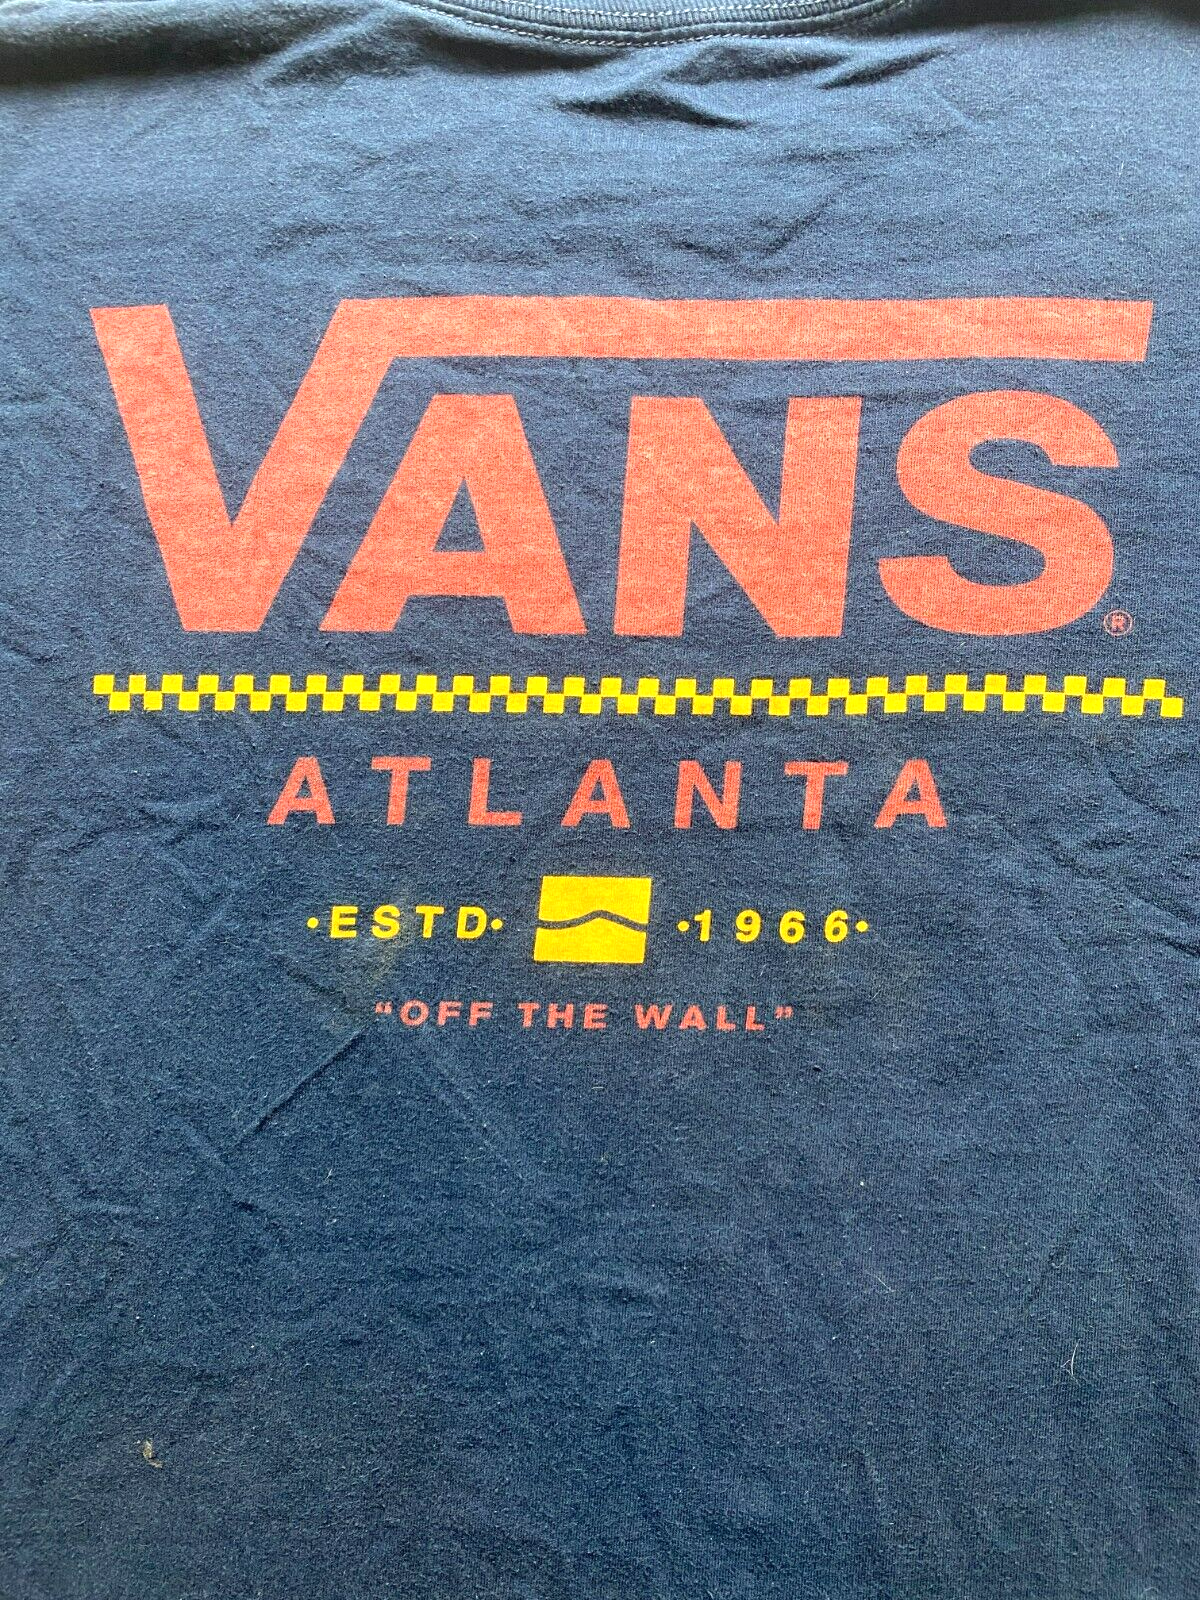 VANS®
ATLANTA
•ESTD• •1966•
“OFF THE WALL”